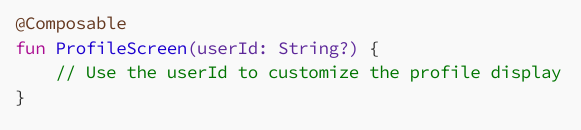 @Composable
fun ProfileScreen(userId: String?) {
    // Use the userId to customize the profile display
}